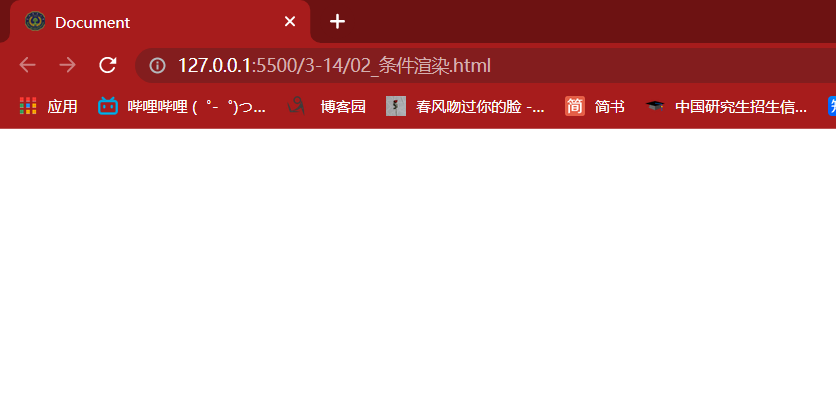 Document
127.0.0.1:5500/3-14/02_条件渲染.html
应用 哔哩哔哩 ( ゜- ゜)つ... 博客园 春风吻过你的脸 -... 简 简书 中国研究生招生信...